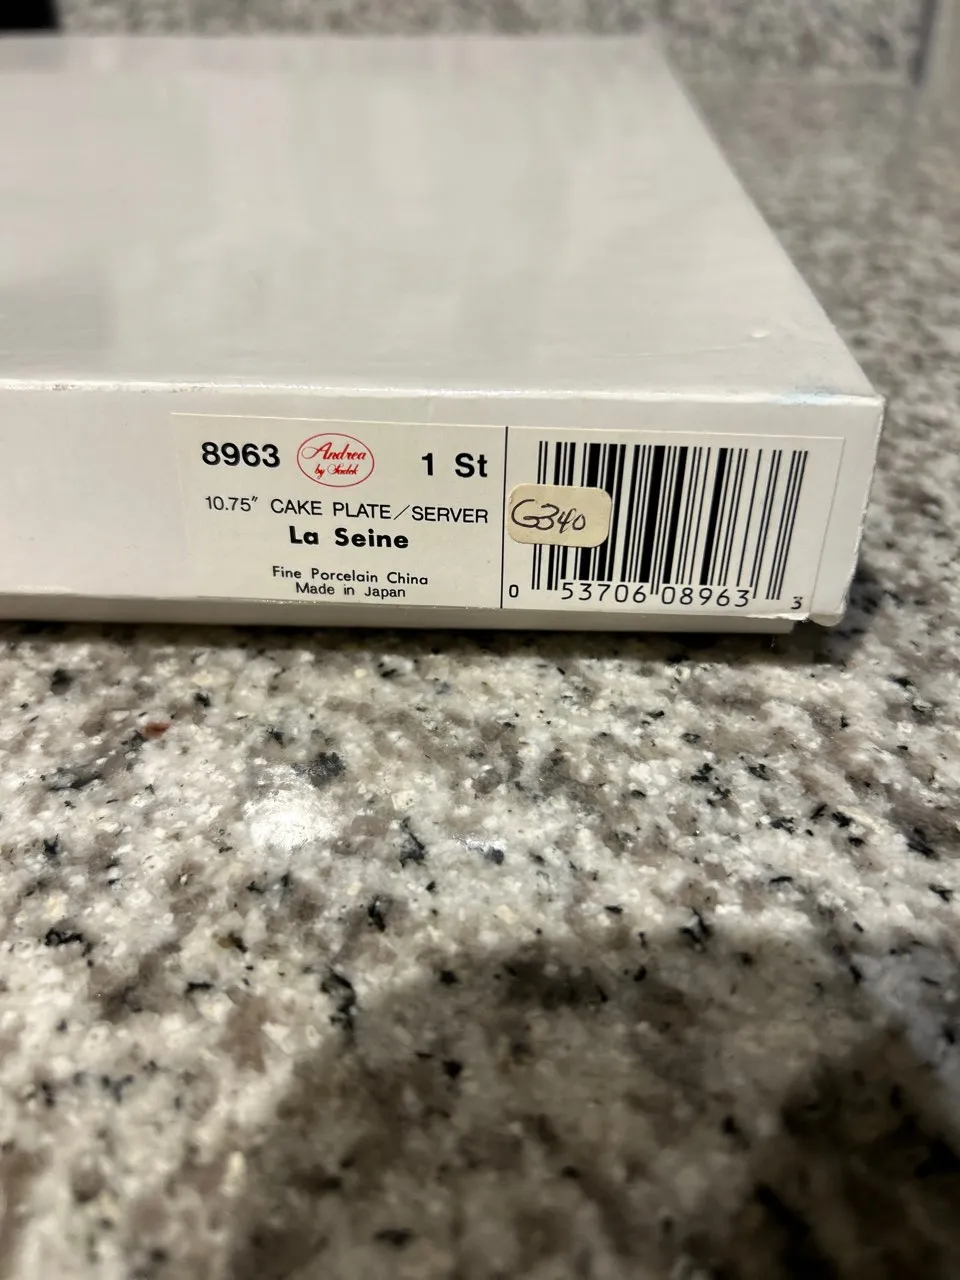 8963 Andrea by Sadek 1 St
10.75" CAKE PLATE/SERVER
La Seine
Fine Porcelain China
Made in Japan
G340
0 53706 08963 3